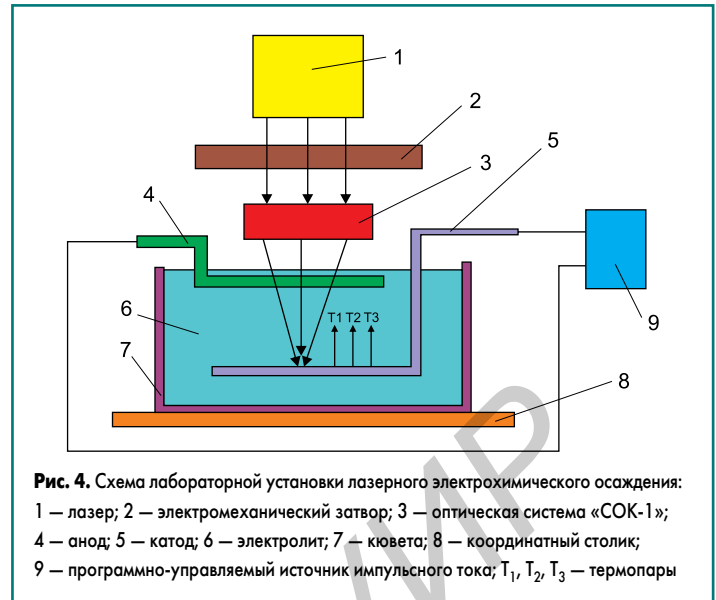 1
2
3
4
5
6
T1 T2 T3
7
8
9
Рис. 4. Схема лабораторной установки лазерного электрохимического осаждения:
1 — лазер; 2 — электромеханический затвор; 3 — оптическая система «СОК-1»;
4 — анод; 5 — катод; 6 — электролит; 7 — кювета; 8 — координатный столик;
9 — программно-управляемый источник импульсного тока; T₁, T₂, T₃ — термопары